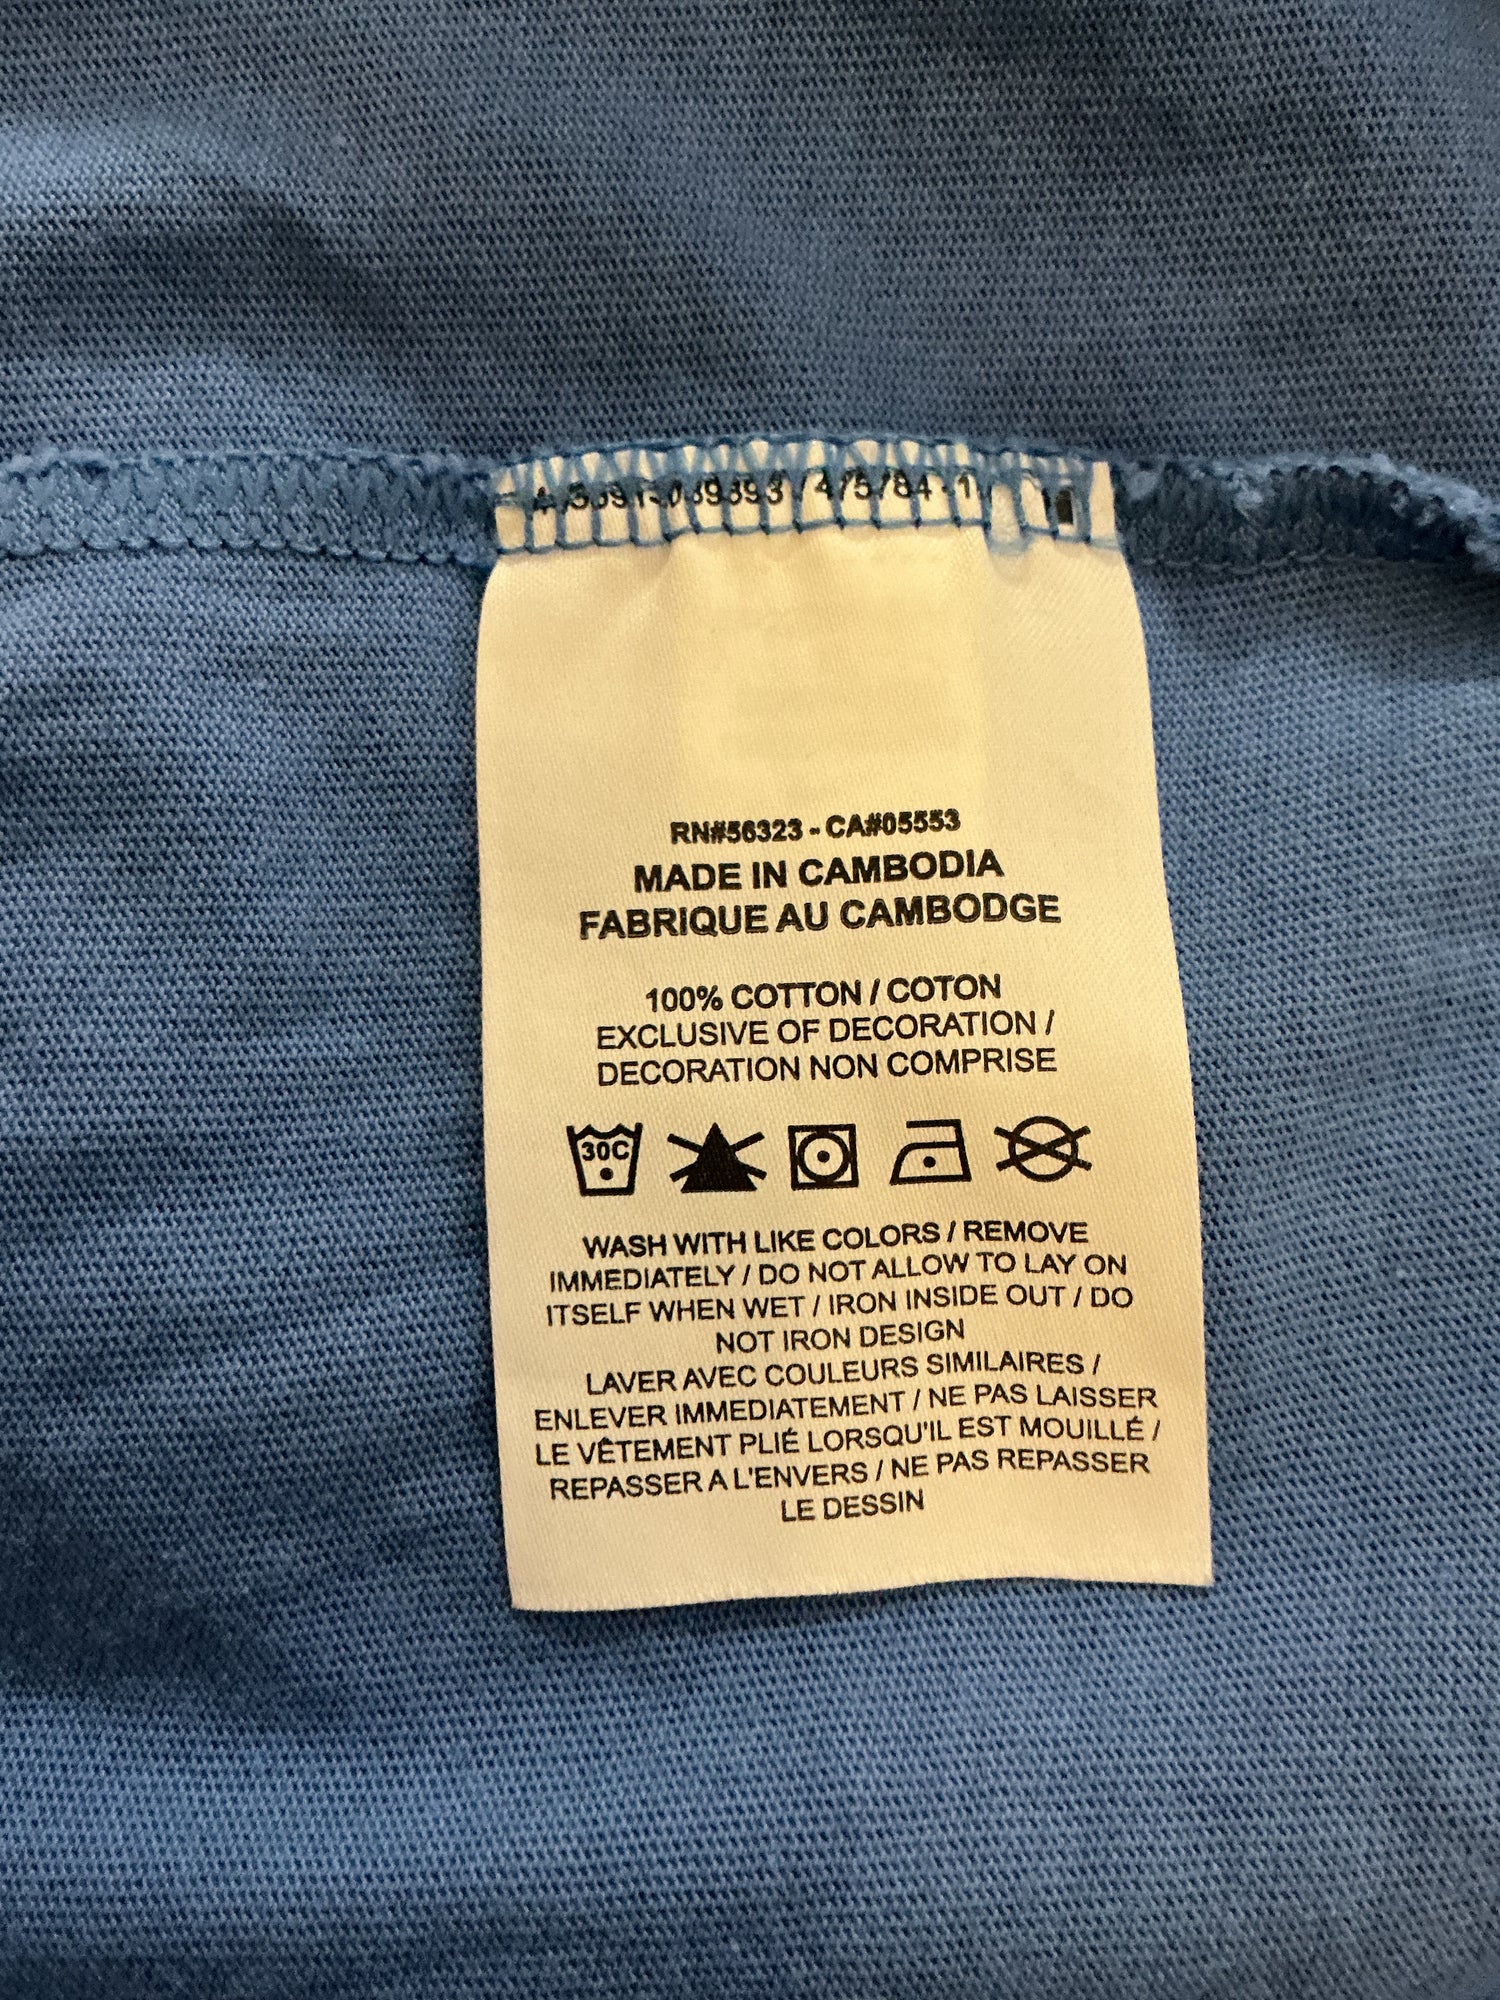 RN#56323 - CA#05553
MADE IN CAMBODIA
FABRIQUE AU CAMBODGE
100% COTTON / COTON
EXCLUSIVE OF DECORATION /
DECORATION NON COMPRISE
30C
WASH WITH LIKE COLORS / REMOVE
IMMEDIATELY / DO NOT ALLOW TO LAY ON
ITSELF WHEN WET / IRON INSIDE OUT / DO
NOT IRON DESIGN
LAVER AVEC COULEURS SIMILAIRES /
ENLEVER IMMEDIATEMENT / NE PAS LAISSER
LE VÊTEMENT PLIÉ LORSQU'IL EST MOUILLÉ /
REPASSER A L'ENVERS / NE PAS REPASSER
LE DESSIN